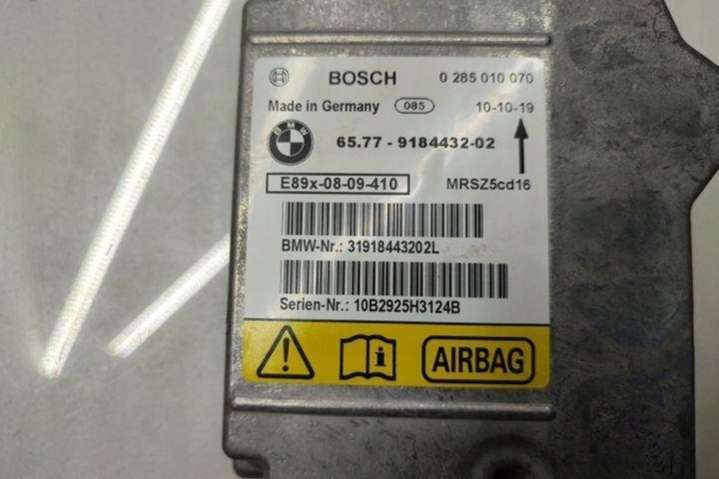 BOSCH 0 285 010 070
Made in Germany 085 10-10-19
BMW 65.77 - 9184432-02
E89x-08-09-410 MRSZ5cd16
BMW-Nr.: 31918443202L
Serien-Nr.: 10B2925H3124B
AIRBAG